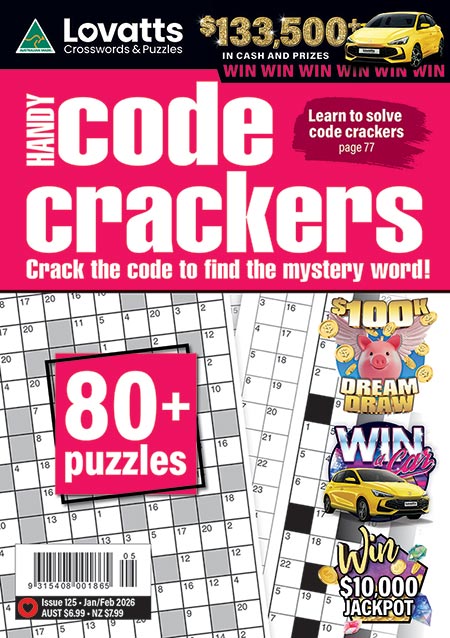 AUSTRALIAN MADE
Lovatts
Crosswords & Puzzles
$133,500++
IN CASH AND PRIZES
WIN WIN WIN WIN WIN WIN
HANDY
code
crackers
Learn to solve
code crackers
page 77
Crack the code to find the mystery word!
$100K
DREAM
DRAW
80+
puzzles
WIN
a Car
Win
$10,000
JACKPOT
05
9 315408 001865
Issue 125 • Jan/Feb 2026
AUST $6.99 • NZ $7.99